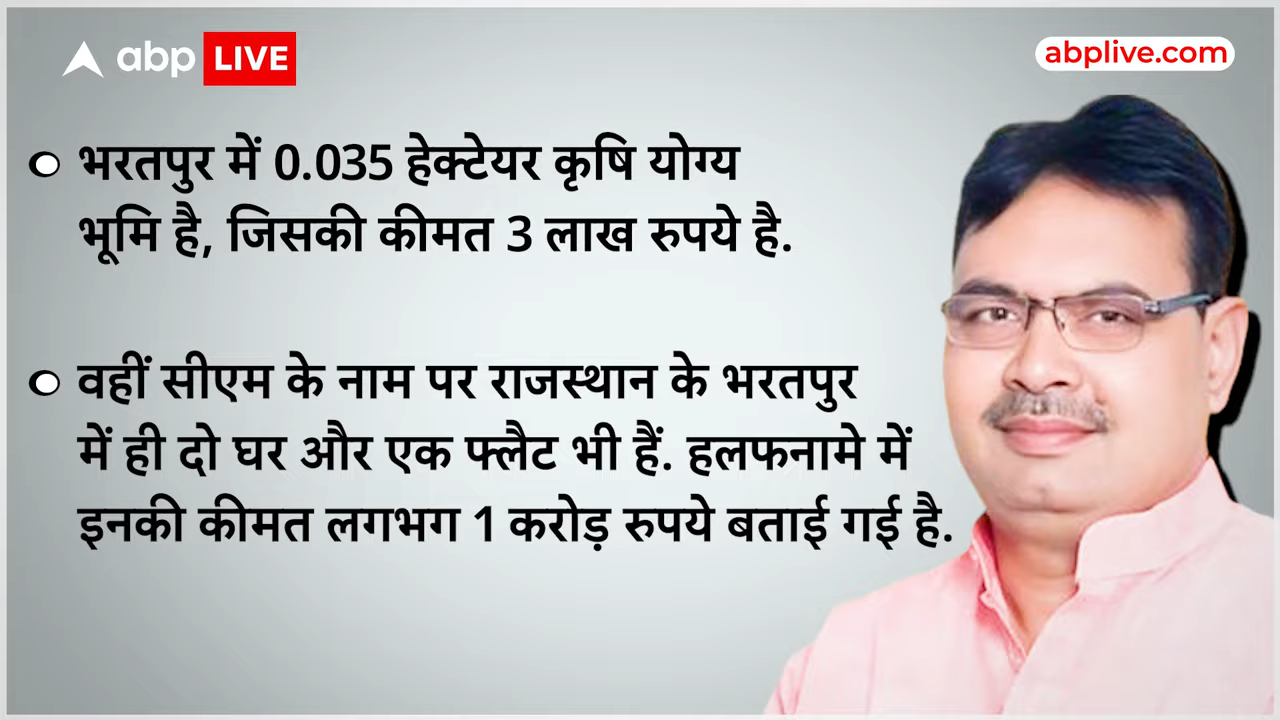 abp LIVE
abplive.com
भरतपुर में 0.035 हेक्टेयर कृषि योग्य
भूमि है, जिसकी कीमत 3 लाख रुपये है.
वहीं सीएम के नाम पर राजस्थान के भरतपुर
में ही दो घर और एक फ्लैट भी हैं. हलफनामे में
इनकी कीमत लगभग 1 करोड़ रुपये बताई गई है.